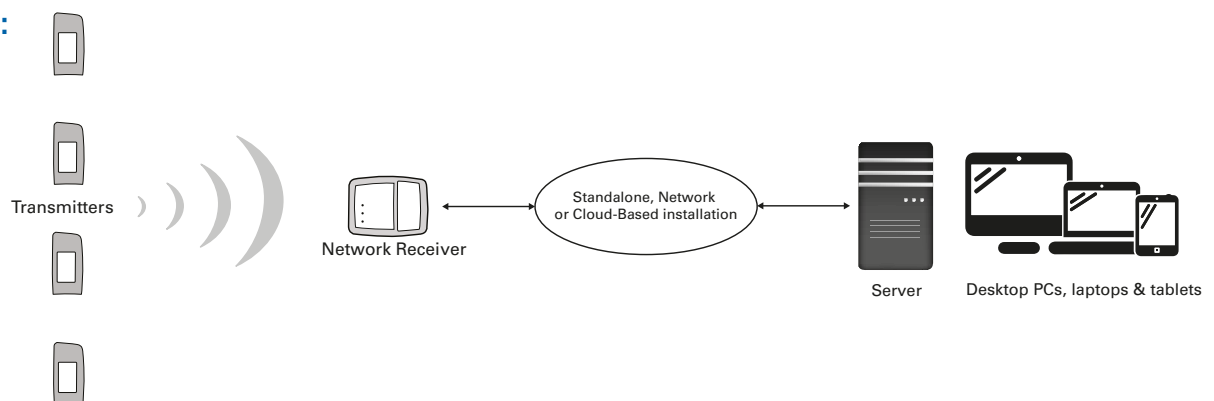 :
Transmitters
Network Receiver
Standalone, Network
or Cloud-Based installation
Server
Desktop PCs, laptops & tablets